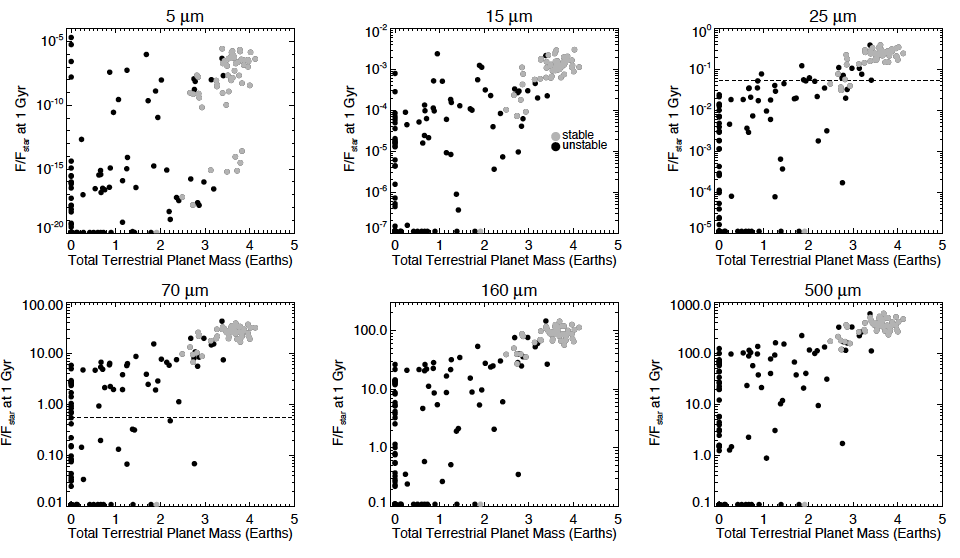 5 µm
15 µm
25 µm
10⁻⁵
10⁻¹⁰
10⁻¹⁵
10⁻²⁰
F/Fstar at 1 Gyr
0 1 2 3 4 5
Total Terrestrial Planet Mass (Earths)
10⁻²
10⁻³
10⁻⁴
10⁻⁵
10⁻⁶
10⁻⁷
F/Fstar at 1 Gyr
stable
unstable
0 1 2 3 4 5
Total Terrestrial Planet Mass (Earths)
10⁰
10⁻¹
10⁻²
10⁻³
10⁻⁴
10⁻⁵
F/Fstar at 1 Gyr
0 1 2 3 4 5
Total Terrestrial Planet Mass (Earths)
70 µm
160 µm
500 µm
100.00
10.00
1.00
0.10
0.01
F/Fstar at 1 Gyr
0 1 2 3 4 5
Total Terrestrial Planet Mass (Earths)
100.0
10.0
1.0
0.1
F/Fstar at 1 Gyr
0 1 2 3 4 5
Total Terrestrial Planet Mass (Earths)
1000.0
100.0
10.0
1.0
0.1
F/Fstar at 1 Gyr
0 1 2 3 4 5
Total Terrestrial Planet Mass (Earths)